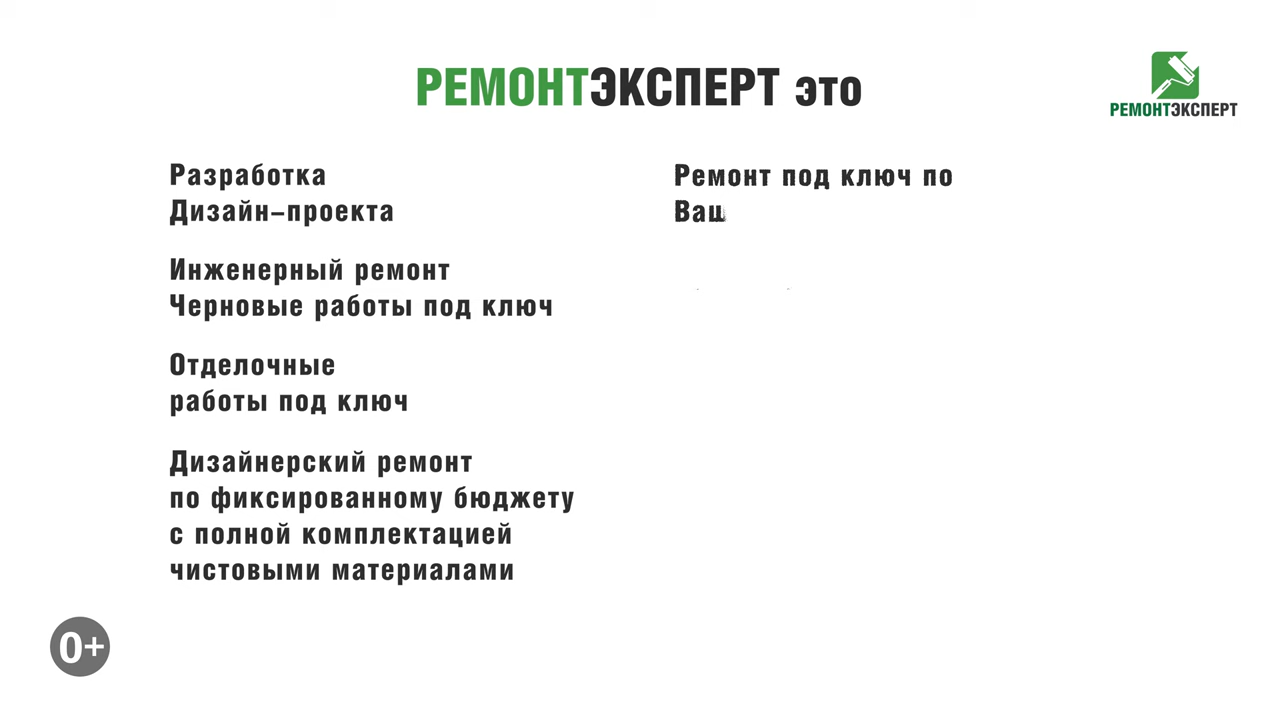 РЕМОНТЭКСПЕРТ это
РЕМОНТЭКСПЕРТ
Разработка
Дизайн-проекта
Инженерный ремонт
Черновые работы под ключ
Отделочные
работы под ключ
Дизайнерский ремонт
по фиксированному бюджету
с полной комплектацией
чистовыми материалами
Ремонт под ключ по
0+